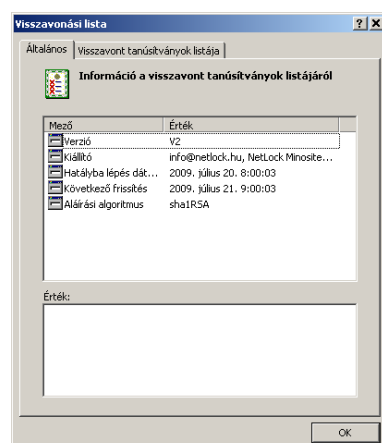 Visszavonási lista
Általános Visszavont tanúsítványok listája
Információ a visszavont tanúsítványok listájáról
Mező Érték
Verzió V2
Kiállító info@netlock.hu, NetLock Minosite...
Hatályba lépés dát... 2009. július 20. 8:00:03
Következő frissítés 2009. július 21. 9:00:03
Aláírási algoritmus sha1RSA
Érték:
OK